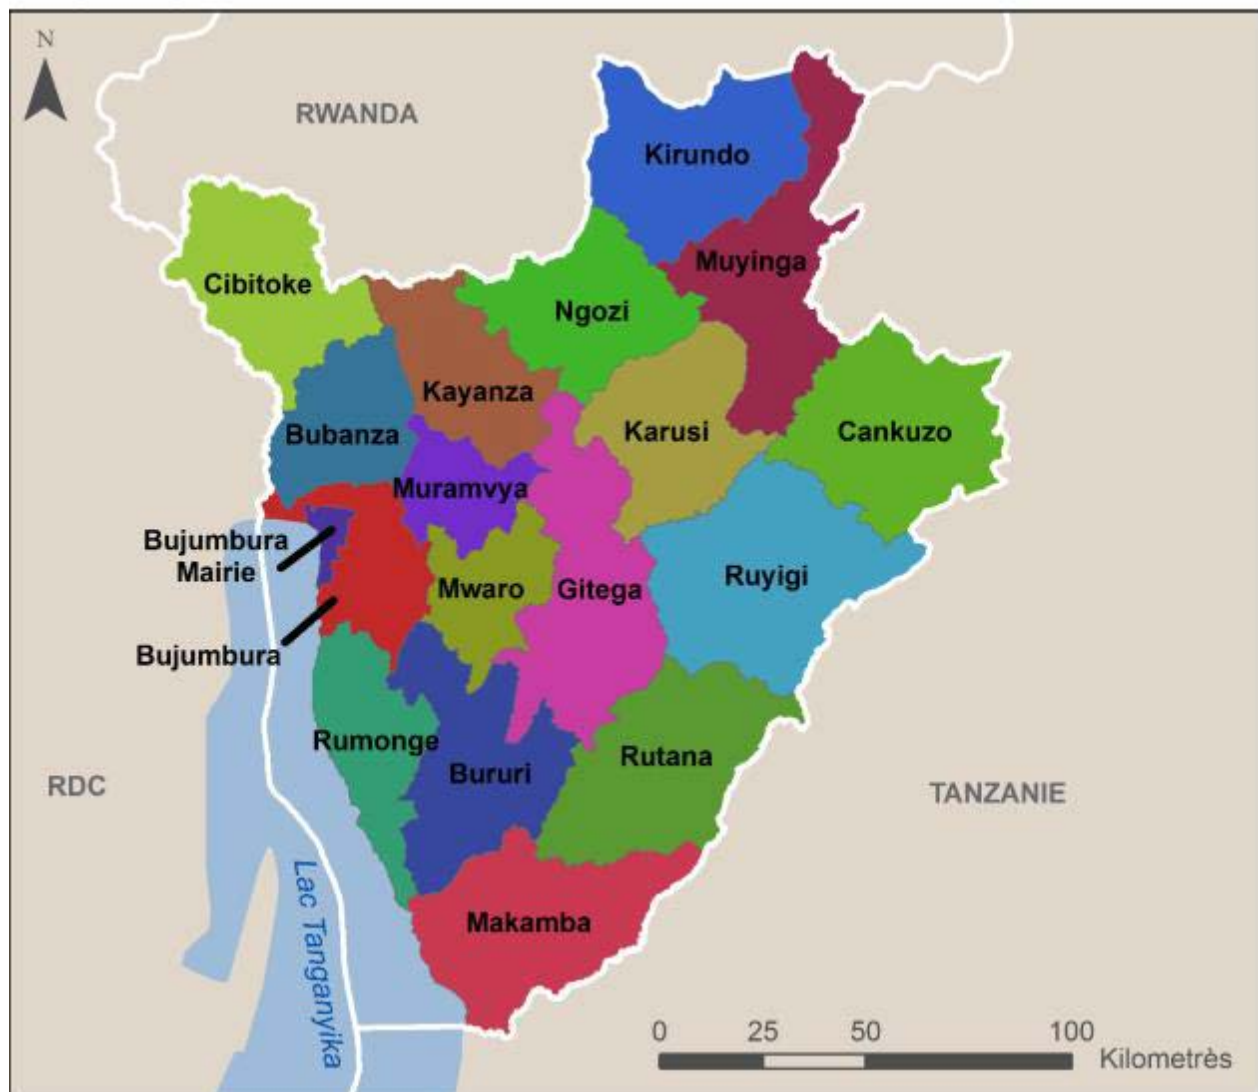 N
RWANDA
Kirundo
Muyinga
Cibitoke
Ngozi
Kayanza
Bubanza
Karusi
Cankuzo
Muramvya
Bujumbura
Mairie
Mwaro
Gitega
Ruyigi
Bujumbura
Rumonge
Bururi
Rutana
RDC
TANZANIE
Lac Tanganyika
Makamba
0 25 50 100
Kilometrès